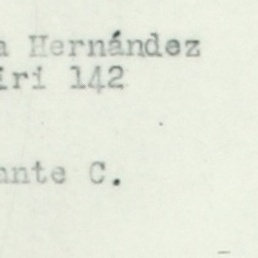 a Hernández
iri 142
nte C.